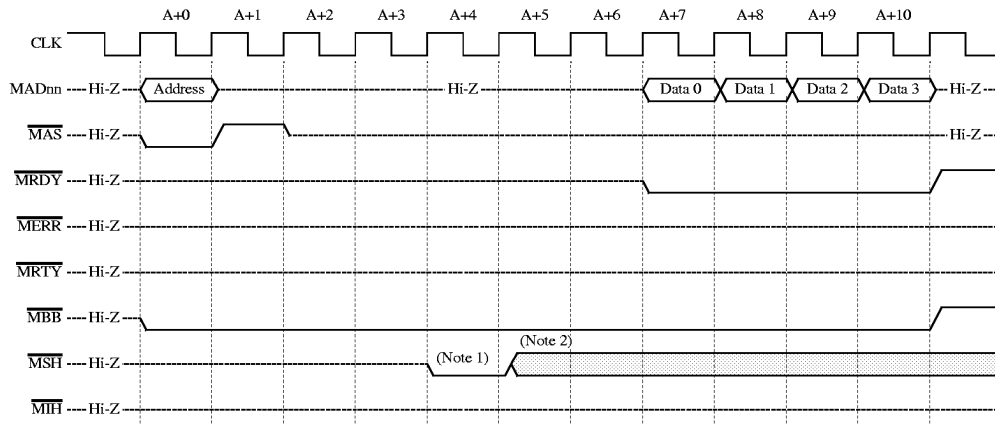 A+0 A+1 A+2 A+3 A+4 A+5 A+6 A+7 A+8 A+9 A+10
CLK
MADnn Hi-Z Address Hi-Z Data 0 Data 1 Data 2 Data 3 Hi-Z
MAS Hi-Z Hi-Z
MRDY Hi-Z
MERR Hi-Z
MRTY Hi-Z
MBB Hi-Z
(Note 2)
MSH Hi-Z (Note 1)
MIH Hi-Z